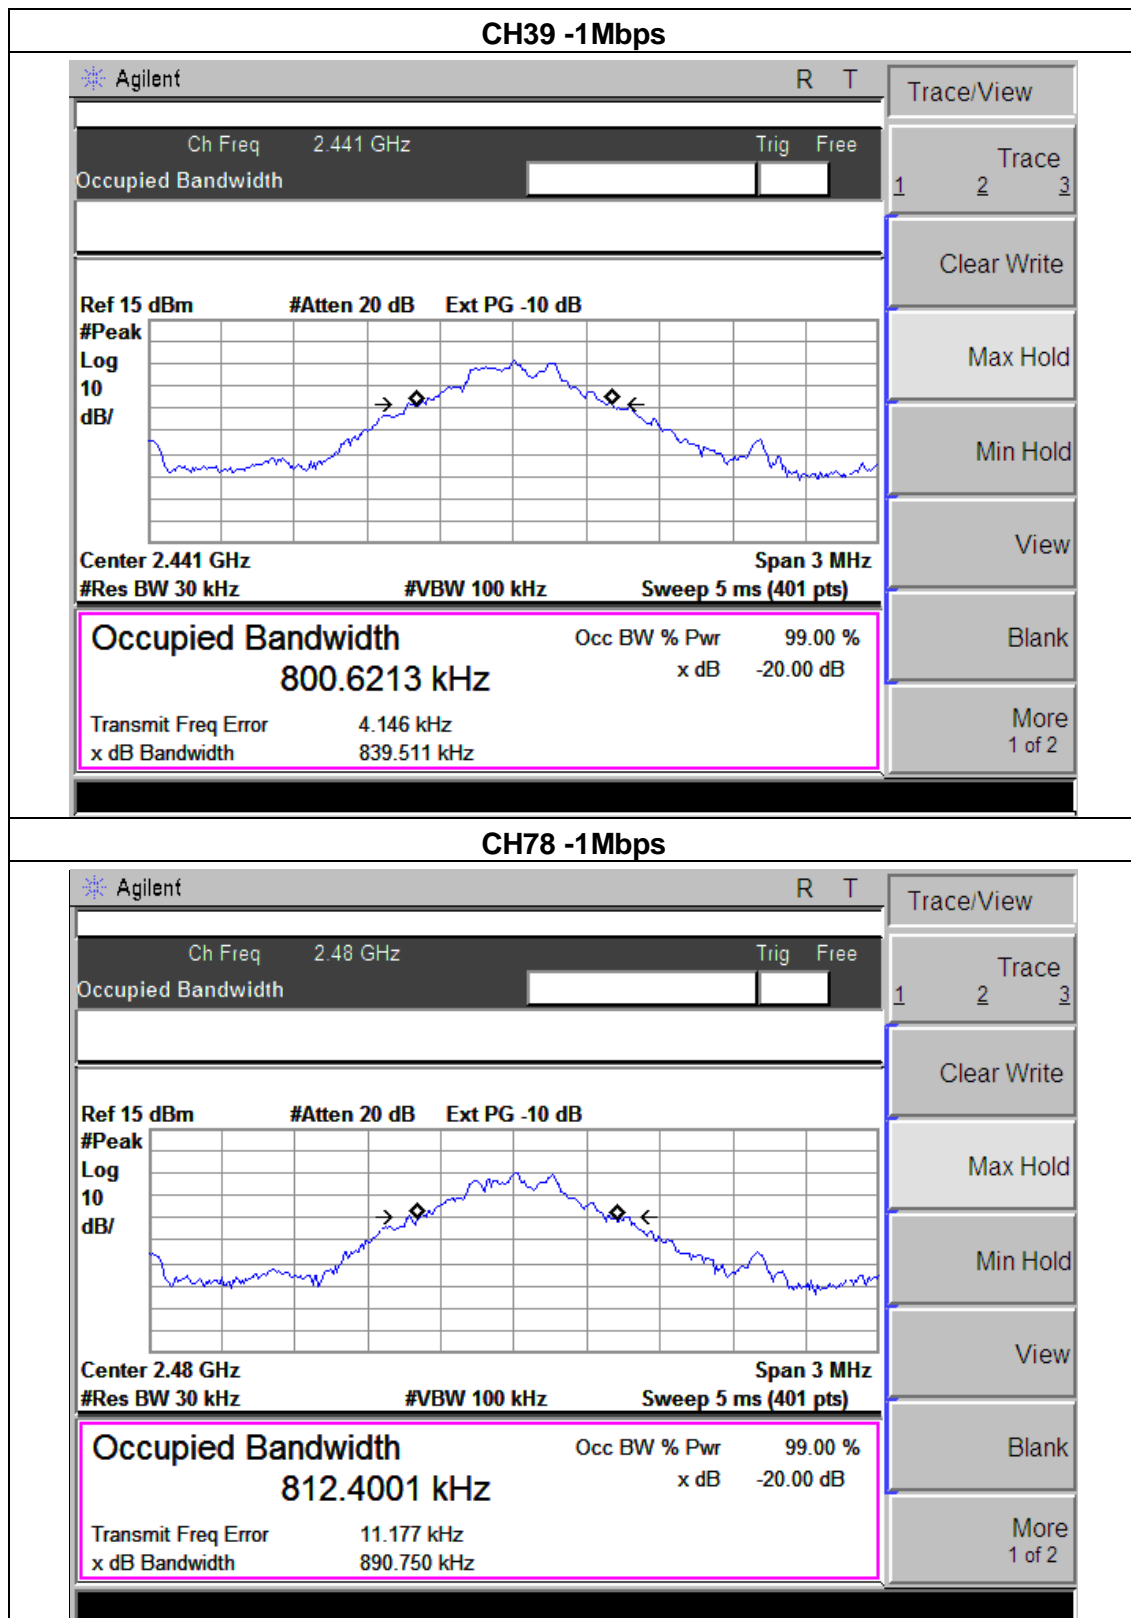 CH39 -1Mbps
Agilent R T
Trace/View
Ch Freq 2.441 GHz Trig Free
Occupied Bandwidth
Trace
1 2 3
Clear Write
Max Hold
Min Hold
View
Blank
More
1 of 2
Ref 15 dBm #Atten 20 dB Ext PG -10 dB
#Peak
Log
10
dB/
Center 2.441 GHz Span 3 MHz
#Res BW 30 kHz #VBW 100 kHz Sweep 5 ms (401 pts)
Occupied Bandwidth Occ BW % Pwr 99.00 %
800.6213 kHz x dB -20.00 dB
Transmit Freq Error 4.146 kHz
x dB Bandwidth 839.511 kHz
CH78 -1Mbps
Agilent R T
Trace/View
Ch Freq 2.48 GHz Trig Free
Occupied Bandwidth
Trace
1 2 3
Clear Write
Max Hold
Min Hold
View
Blank
More
1 of 2
Ref 15 dBm #Atten 20 dB Ext PG -10 dB
#Peak
Log
10
dB/
Center 2.48 GHz Span 3 MHz
#Res BW 30 kHz #VBW 100 kHz Sweep 5 ms (401 pts)
Occupied Bandwidth Occ BW % Pwr 99.00 %
812.4001 kHz x dB -20.00 dB
Transmit Freq Error 11.177 kHz
x dB Bandwidth 890.750 kHz